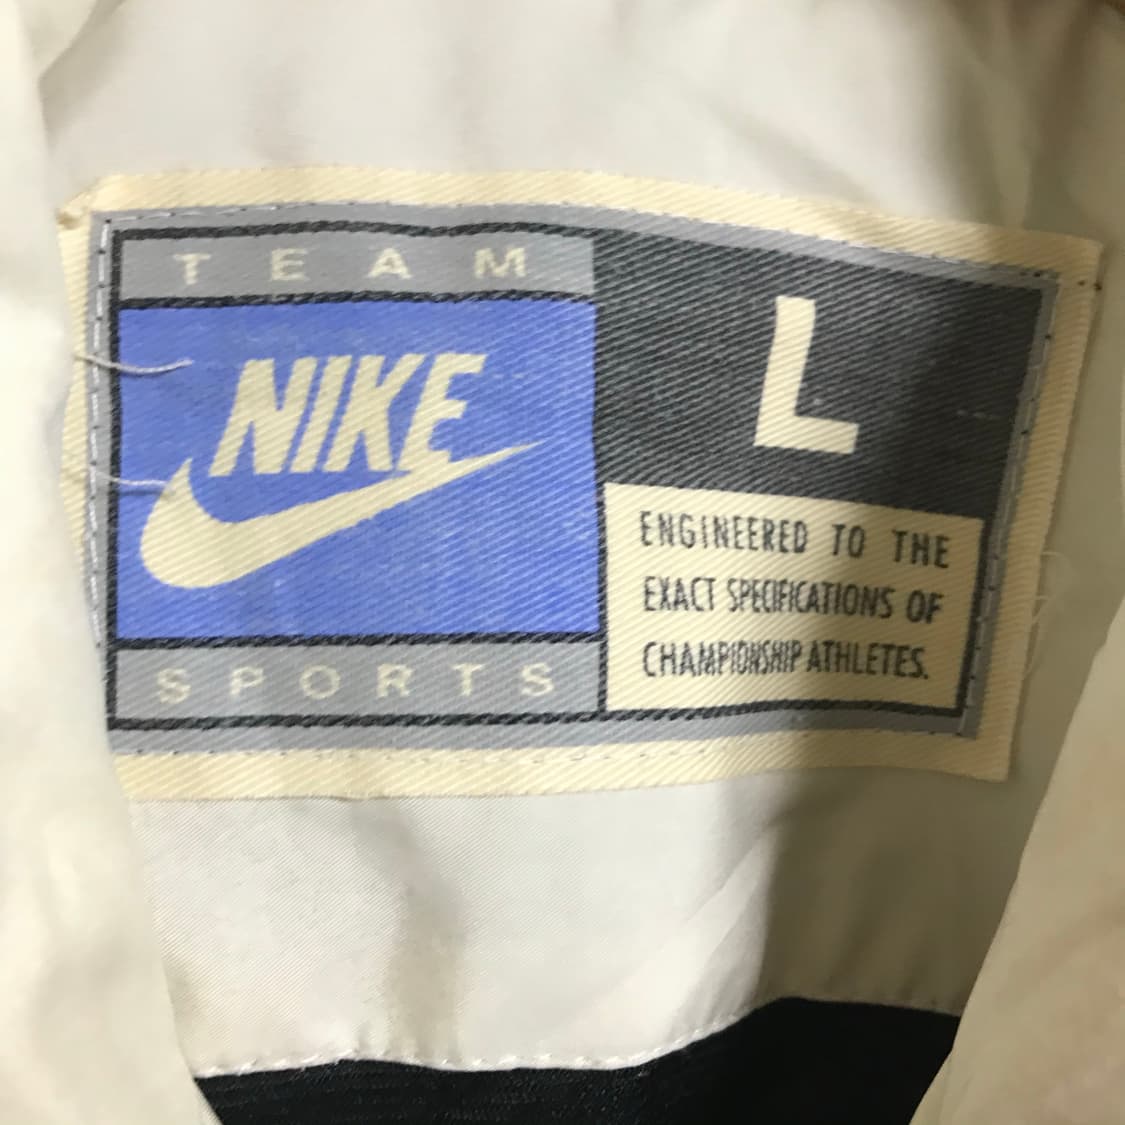 TEAM
NIKE
SPORTS
L
ENGINEERED TO THE
EXACT SPECIFICATIONS OF
CHAMPIONSHIP ATHLETES.